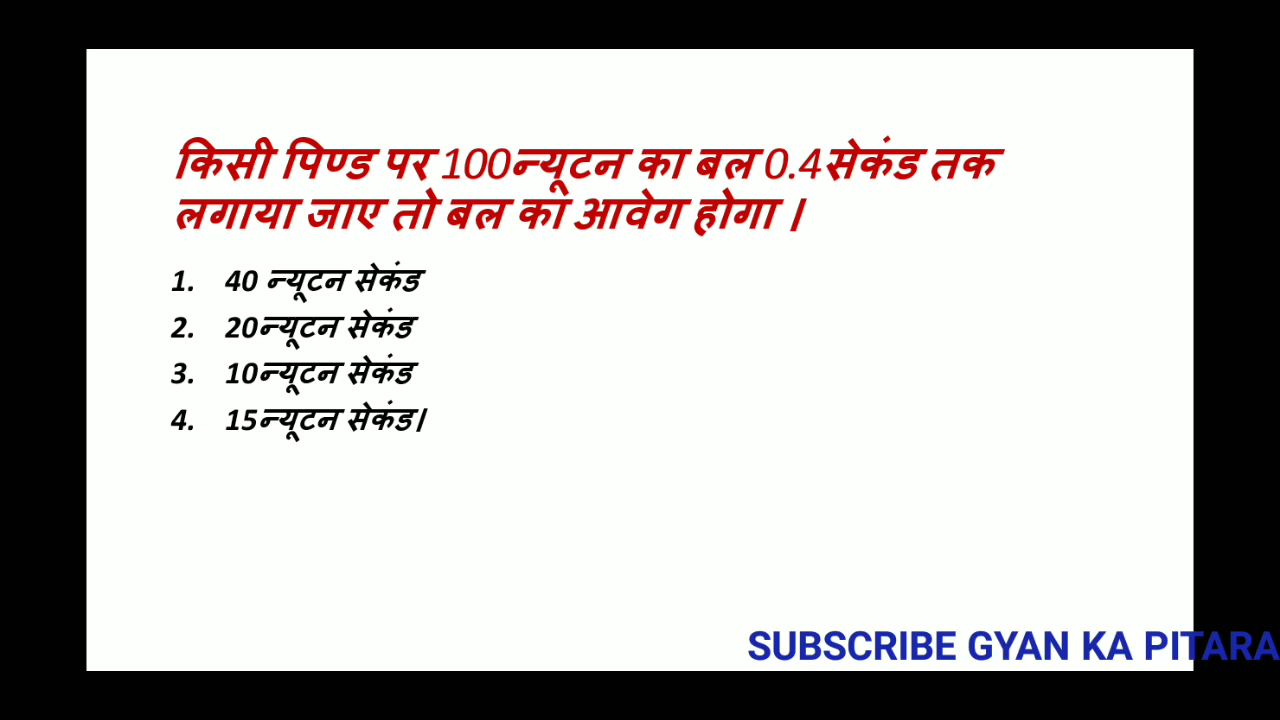 किसी पिण्ड पर 100न्यूटन का बल 0.4सेकंड तक
लगाया जाए तो बल का आवेग होगा ।
1. 40 न्यूटन सेकंड
2. 20न्यूटन सेकंड
3. 10न्यूटन सेकंड
4. 15न्यूटन सेकंड।
SUBSCRIBE GYAN KA PITARA